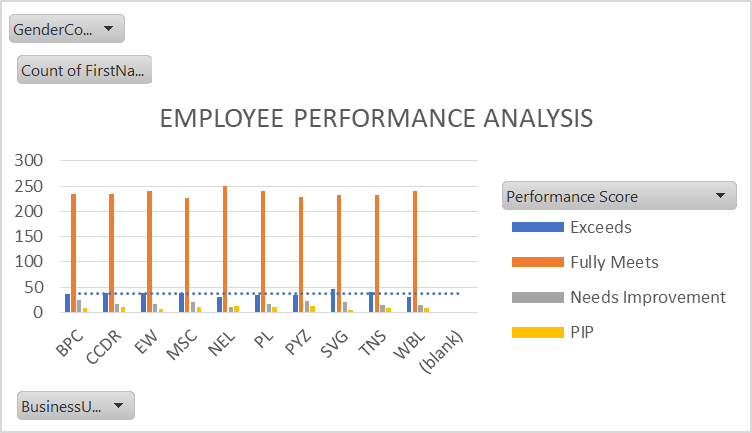 GenderCo...
Count of FirstNa...
EMPLOYEE PERFORMANCE ANALYSIS
300
250
200
150
100
50
0
BPC
CCDR
EW
MSC
NEL
PL
PYZ
SVG
TNS
WBL
(blank)
Performance Score
Exceeds
Fully Meets
Needs Improvement
PIP
BusinessU...